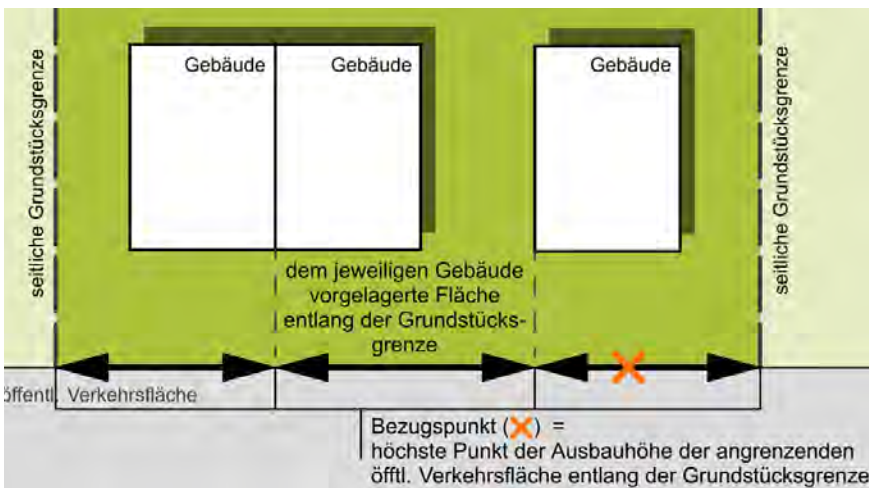 seitliche Grundstücksgrenze
Gebäude
Gebäude
Gebäude
seitliche Grundstücksgrenze
dem jeweiligen Gebäude
vorgelagerte Fläche
entlang der Grundstücks-
grenze
öffentl. Verkehrsfläche
Bezugspunkt (X) =
höchste Punkt der Ausbauhöhe der angrenzenden
öfftl. Verkehrsfläche entlang der Grundstücksgrenze